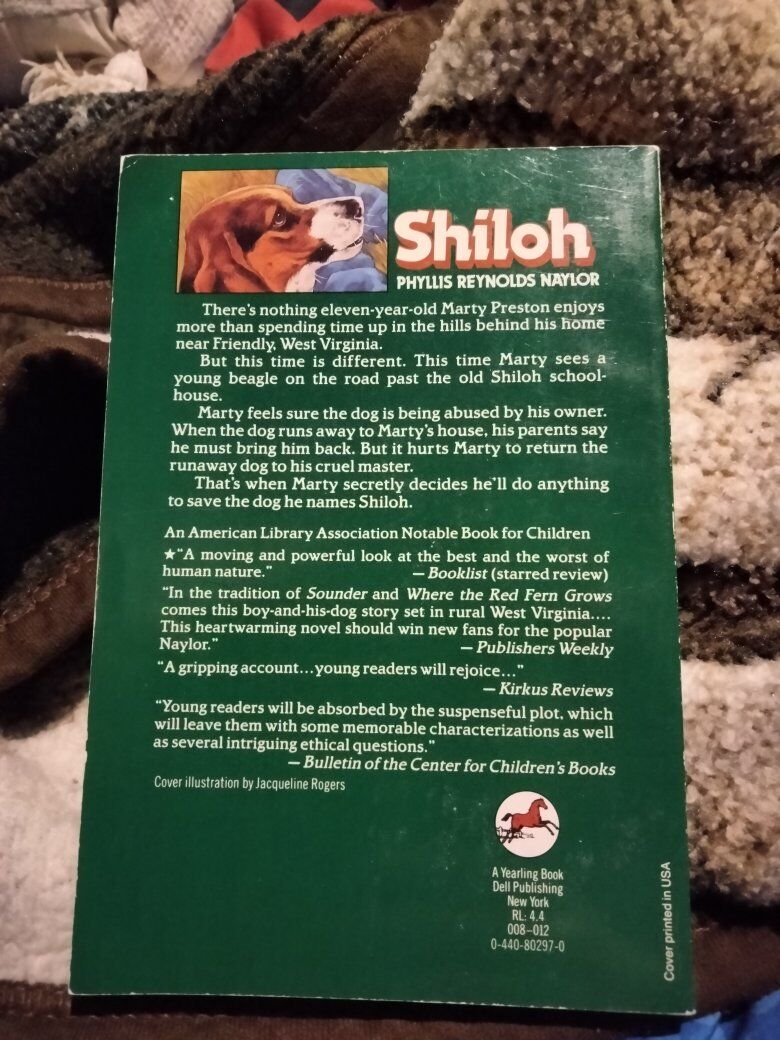 Shiloh
PHYLLIS REYNOLDS NAYLOR
There's nothing eleven-year-old Marty Preston enjoys
more than spending time up in the hills behind his home
near Friendly, West Virginia.
But this time is different. This time Marty sees a
young beagle on the road past the old Shiloh school-
house.
Marty feels sure the dog is being abused by his owner.
When the dog runs away to Marty's house, his parents say
he must bring him back. But it hurts Marty to return the
runaway dog to his cruel master.
That's when Marty secretly decides he'll do anything
to save the dog he names Shiloh.
An American Library Association Notable Book for Children
★"A moving and powerful look at the best and the worst of
human nature." — Booklist (starred review)
"In the tradition of Sounder and Where the Red Fern Grows
comes this boy-and-his-dog story set in rural West Virginia....
This heartwarming novel should win new fans for the popular
Naylor." — Publishers Weekly
"A gripping account...young readers will rejoice..."
— Kirkus Reviews
"Young readers will be absorbed by the suspenseful plot, which
will leave them with some memorable characterizations as well
as several intriguing ethical questions."
— Bulletin of the Center for Children's Books
Cover illustration by Jacqueline Rogers
A Yearling Book
Dell Publishing
New York
RL: 4.4
008–012
0-440-80297-0
Cover printed in USA